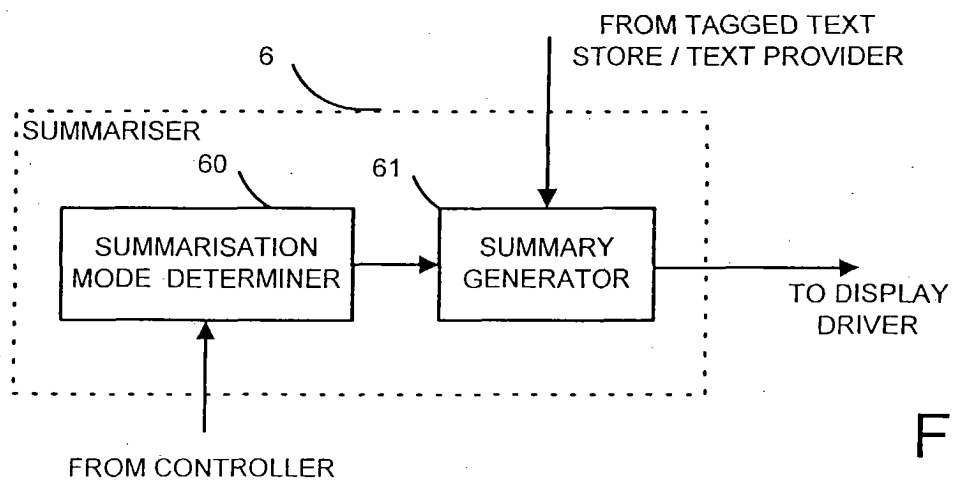 FROM TAGGED TEXT
STORE / TEXT PROVIDER
6
SUMMARISER
60
61
SUMMARISATION
MODE DETERMINER
SUMMARY
GENERATOR
TO DISPLAY
DRIVER
FROM CONTROLLER
F